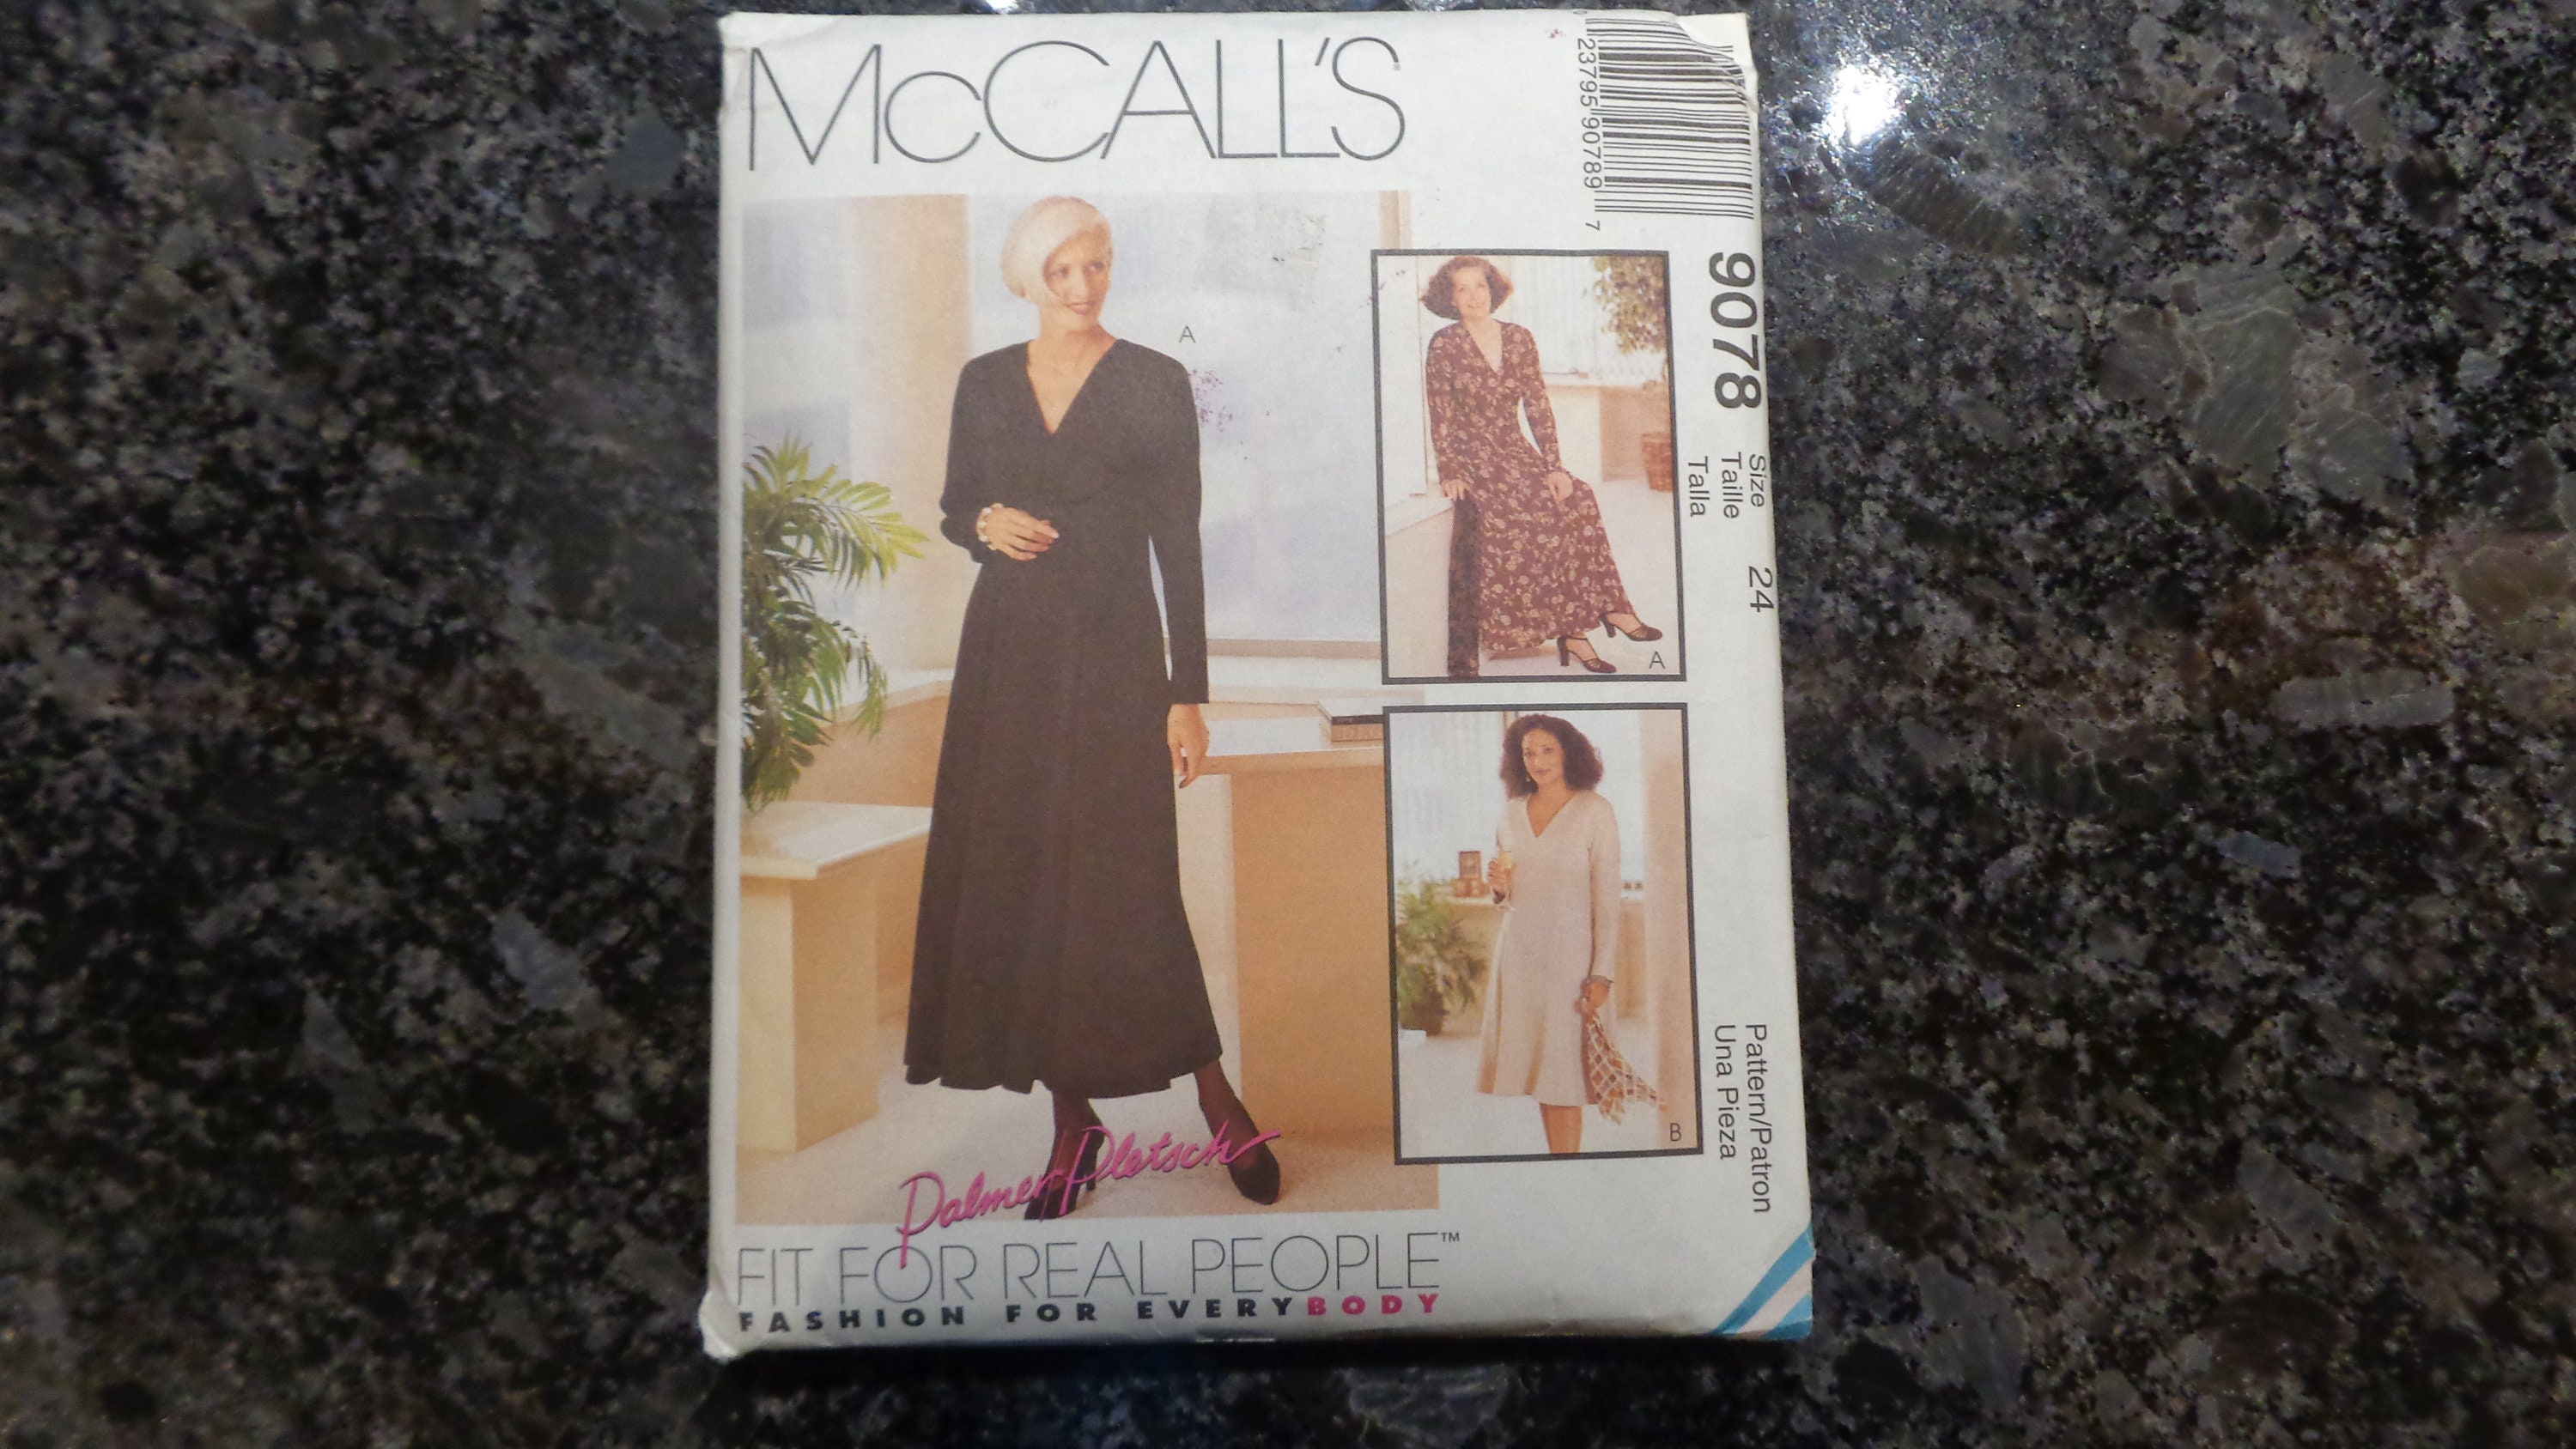 McCALL'S
0 23795 90789 7
9078
Size 24
Taille
Talla
Pattern/Patron
Una Pieza
A
A
B
Palmer/Pletsch
FIT FOR REAL PEOPLE™
FASHION FOR EVERYBODY